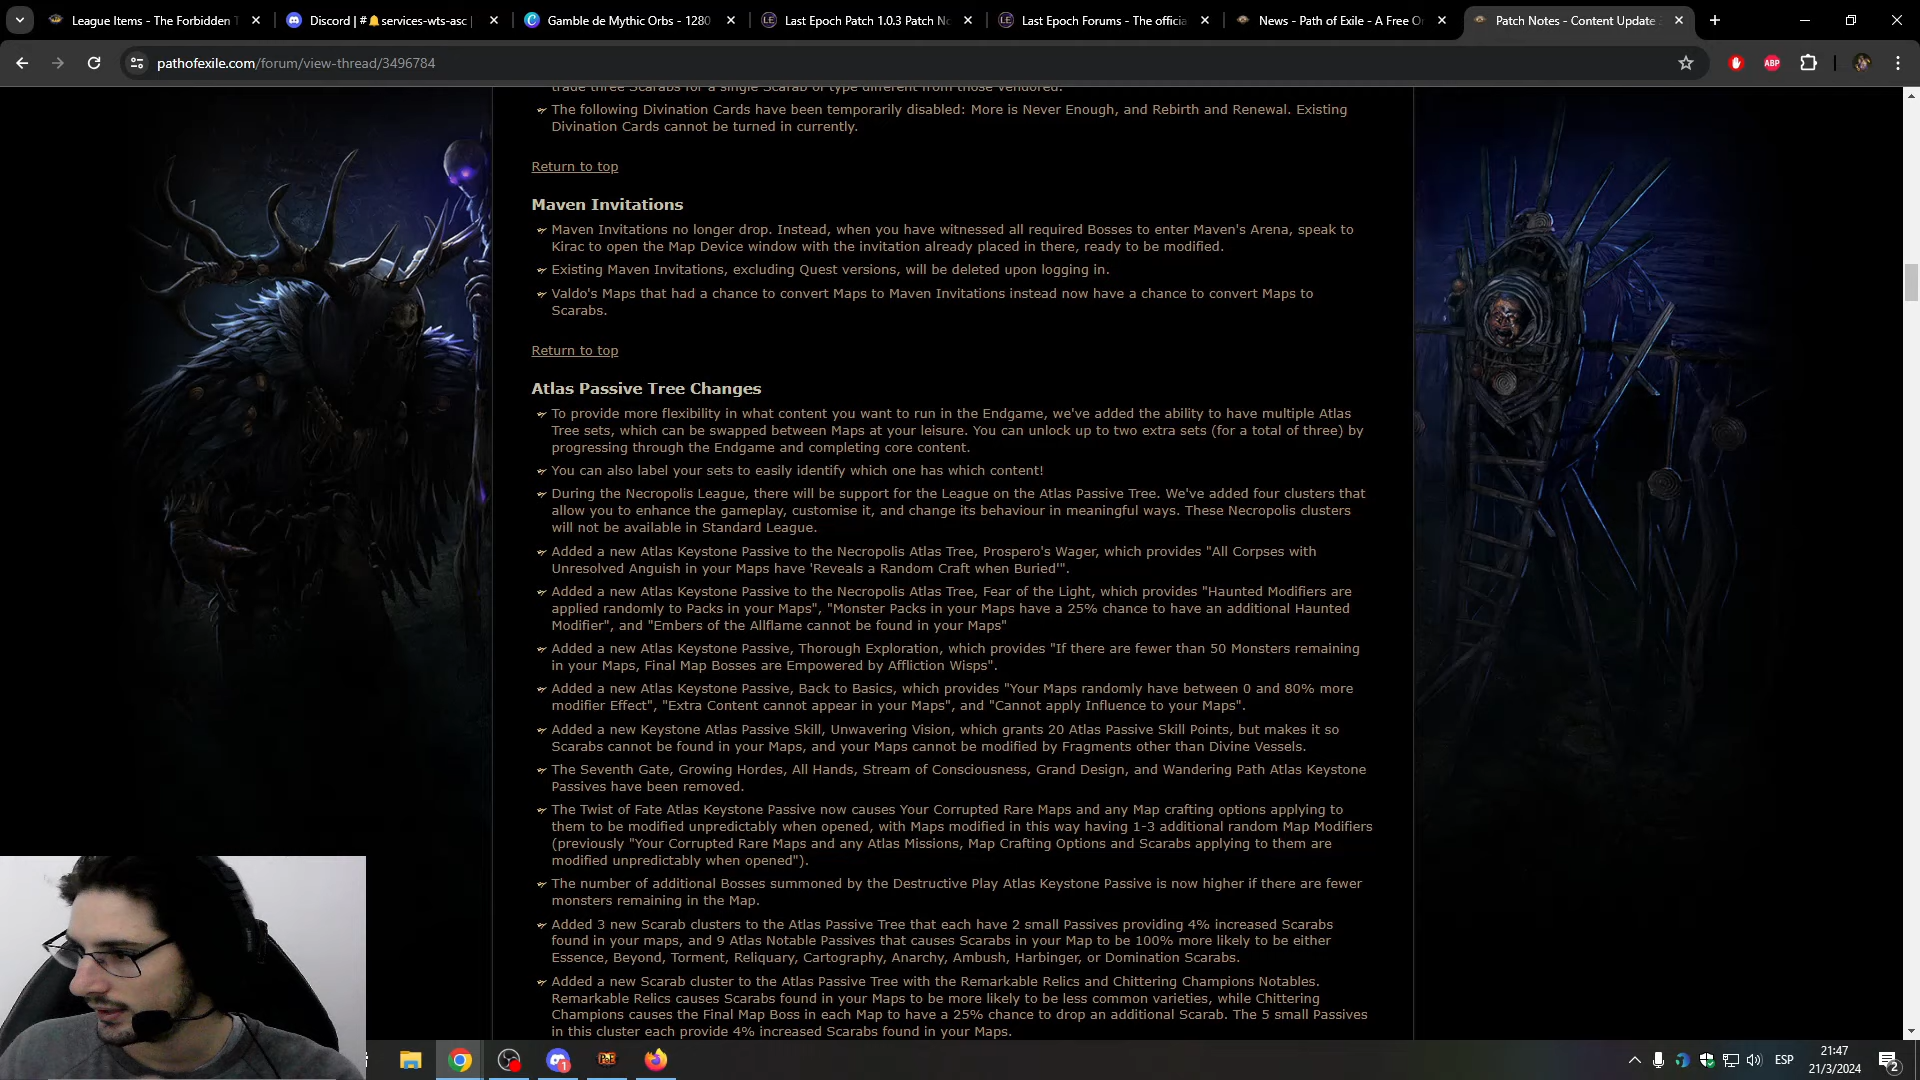 League Items - The Forbidden T
Discord | #🔔services-wts-asc |
Gamble de Mythic Orbs - 1280
Last Epoch Patch 1.0.3 Patch No
Last Epoch Forums - The officia
News - Path of Exile - A Free O
Patch Notes - Content Update 3
pathofexile.com/forum/view-thread/3496784
ABP
trade three Scarabs for a single Scarab of type different from those vendored.
The following Divination Cards have been temporarily disabled: More is Never Enough, and Rebirth and Renewal. Existing
Divination Cards cannot be turned in currently.
Return to top
Maven Invitations
Maven Invitations no longer drop. Instead, when you have witnessed all required Bosses to enter Maven's Arena, speak to
Kirac to open the Map Device window with the invitation already placed in there, ready to be modified.
Existing Maven Invitations, excluding Quest versions, will be deleted upon logging in.
Valdo's Maps that had a chance to convert Maps to Maven Invitations instead now have a chance to convert Maps to
Scarabs.
Return to top
Atlas Passive Tree Changes
To provide more flexibility in what content you want to run in the Endgame, we've added the ability to have multiple Atlas
Tree sets, which can be swapped between Maps at your leisure. You can unlock up to two extra sets (for a total of three) by
progressing through the Endgame and completing core content.
You can also label your sets to easily identify which one has which content!
During the Necropolis League, there will be support for the League on the Atlas Passive Tree. We've added four clusters that
allow you to enhance the gameplay, customise it, and change its behaviour in meaningful ways. These Necropolis clusters
will not be available in Standard League.
Added a new Atlas Keystone Passive to the Necropolis Atlas Tree, Prospero's Wager, which provides "All Corpses with
Unresolved Anguish in your Maps have 'Reveals a Random Craft when Buried'".
Added a new Atlas Keystone Passive to the Necropolis Atlas Tree, Fear of the Light, which provides "Haunted Modifiers are
applied randomly to Packs in your Maps", "Monster Packs in your Maps have a 25% chance to have an additional Haunted
Modifier", and "Embers of the Allflame cannot be found in your Maps"
Added a new Atlas Keystone Passive, Thorough Exploration, which provides "If there are fewer than 50 Monsters remaining
in your Maps, Final Map Bosses are Empowered by Affliction Wisps".
Added a new Atlas Keystone Passive, Back to Basics, which provides "Your Maps randomly have between 0 and 80% more
modifier Effect", "Extra Content cannot appear in your Maps", and "Cannot apply Influence to your Maps".
Added a new Keystone Atlas Passive Skill, Unwavering Vision, which grants 20 Atlas Passive Skill Points, but makes it so
Scarabs cannot be found in your Maps, and your Maps cannot be modified by Fragments other than Divine Vessels.
The Seventh Gate, Growing Hordes, All Hands, Stream of Consciousness, Grand Design, and Wandering Path Atlas Keystone
Passives have been removed.
The Twist of Fate Atlas Keystone Passive now causes Your Corrupted Rare Maps and any Map crafting options applying to
them to be modified unpredictably when opened, with Maps modified in this way having 1-3 additional random Map Modifiers
(previously "Your Corrupted Rare Maps and any Atlas Missions, Map Crafting Options and Scarabs applying to them are
modified unpredictably when opened").
The number of additional Bosses summoned by the Destructive Play Atlas Keystone Passive is now higher if there are fewer
monsters remaining in the Map.
Added 3 new Scarab clusters to the Atlas Passive Tree that each have 2 small Passives providing 4% increased Scarabs
found in your maps, and 9 Atlas Notable Passives that causes Scarabs in your Map to be 100% more likely to be either
Essence, Beyond, Torment, Reliquary, Cartography, Anarchy, Ambush, Harbinger, or Domination Scarabs.
Added a new Scarab cluster to the Atlas Passive Tree with the Remarkable Relics and Chittering Champions Notables.
Remarkable Relics causes Scarabs found in your Maps to be more likely to be less common varieties, while Chittering
Champions causes the Final Map Boss in each Map to have a 25% chance to drop an additional Scarab. The 5 small Passives
in this cluster each provide 4% increased Scarabs found in your Maps.
1
PoE
ESP
21:47
21/3/2024
2